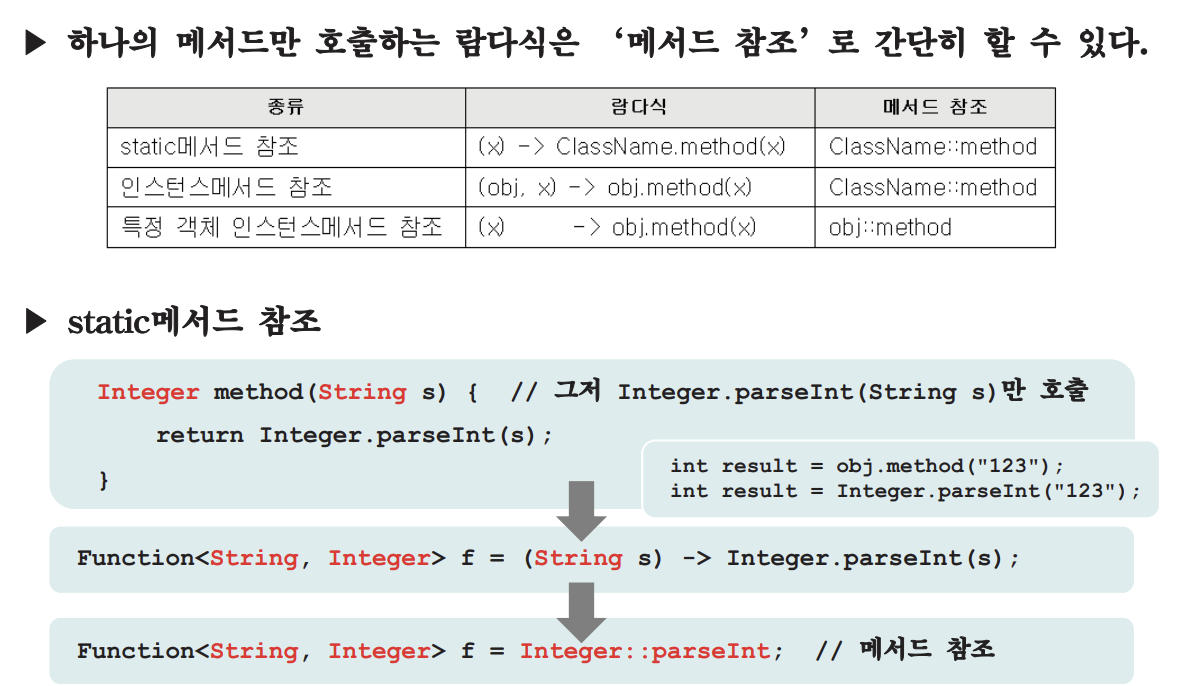 ▶ 하나의 메서드만 호출하는 람다식은 ‘메서드 참조’로 간단히 할 수 있다.
종류 람다식 메서드 참조
static메서드 참조 (x) -> ClassName.method(x) ClassName::method
인스턴스메서드 참조 (obj, x) -> obj.method(x) ClassName::method
특정 객체 인스턴스메서드 참조 (x) -> obj.method(x) obj::method
▶ static메서드 참조
Integer method(String s) { // 그저 Integer.parseInt(String s)만 호출
return Integer.parseInt(s);
}
int result = obj.method("123");
int result = Integer.parseInt("123");
Function<String, Integer> f = (String s) -> Integer.parseInt(s);
Function<String, Integer> f = Integer::parseInt; // 메서드 참조